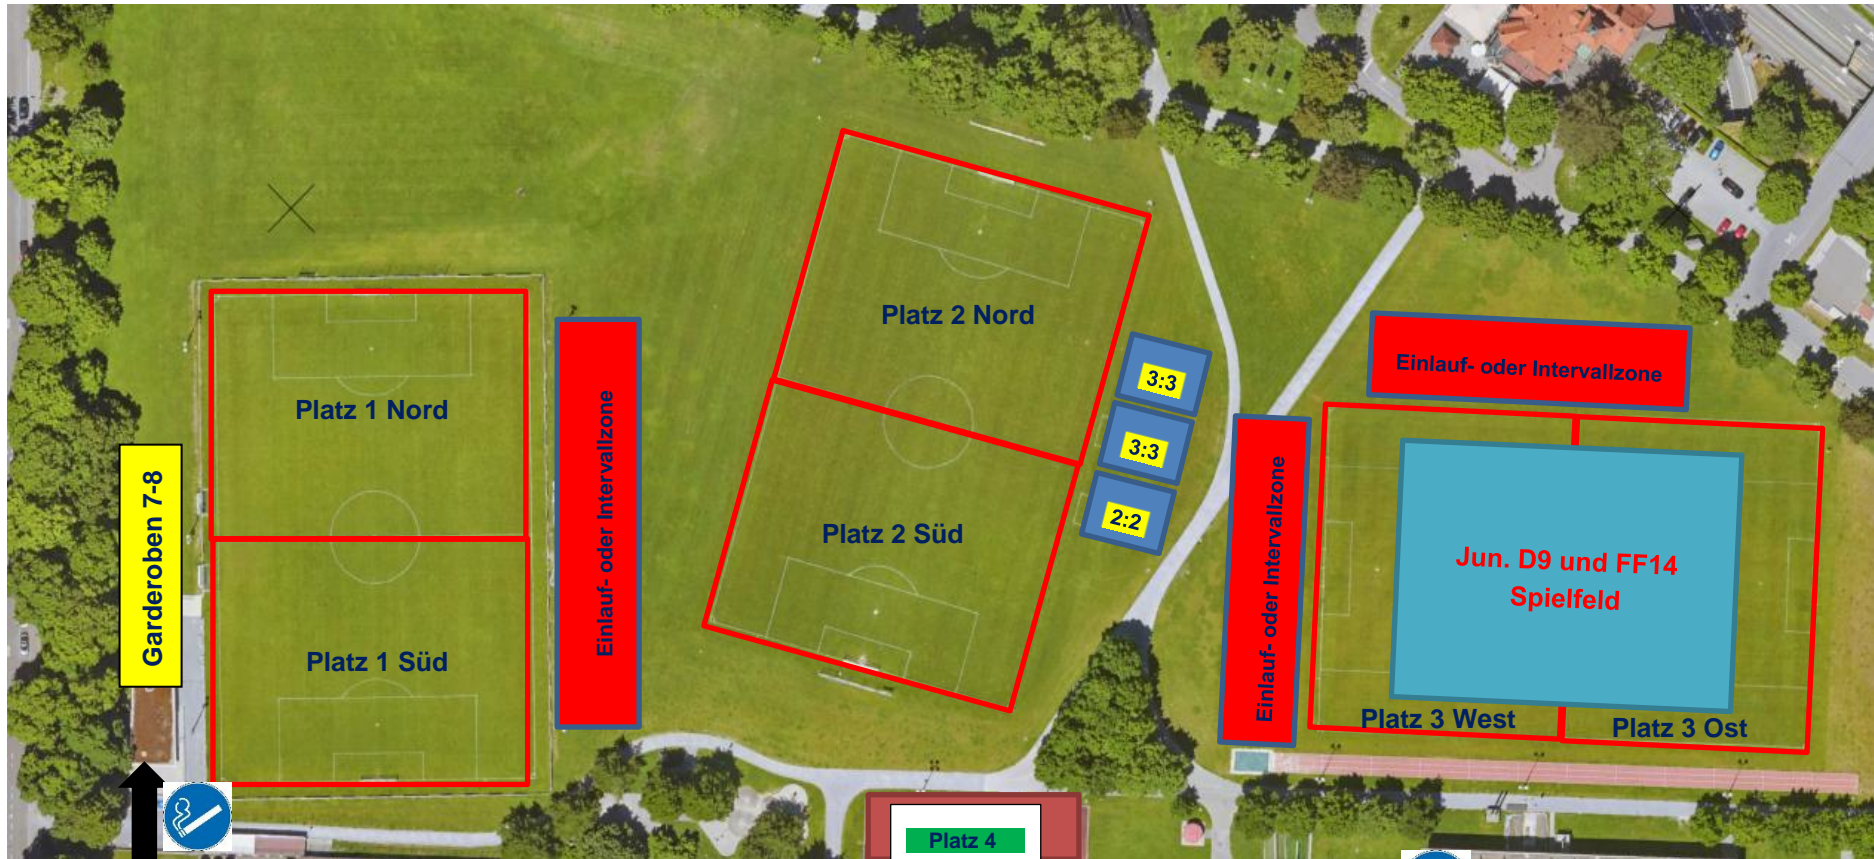 Platz 1 Nord
Platz 1 Süd
Garderoben 7-8
Einlauf- oder Intervallzone
Platz 2 Nord
Platz 2 Süd
3:3
3:3
2:2
Einlauf- oder Intervallzone
Einlauf- oder Intervallzone
Jun. D9 und FF14
Spielfeld
Platz 3 West
Platz 3 Ost
Platz 4